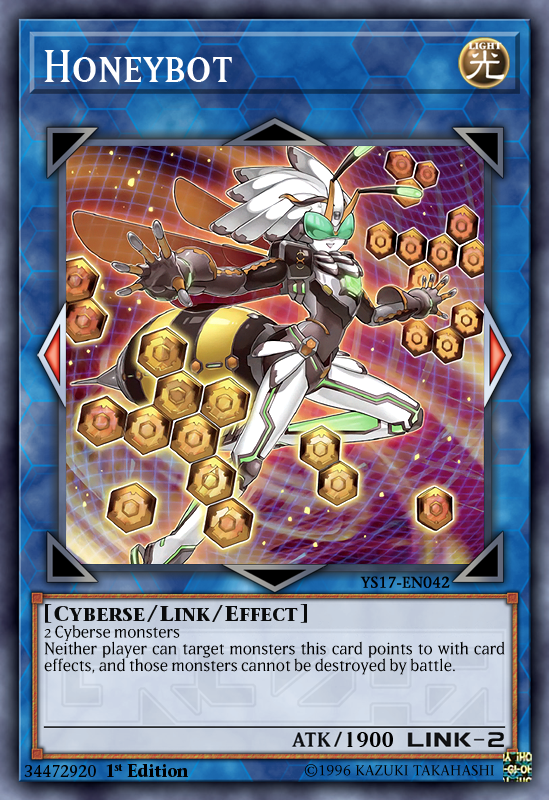 HONEYBOT
LIGHT
光
YS17-EN042
[CYBERSE/LINK/EFFECT]
2 Cyberse monsters
Neither player can target monsters this card points to with card
effects, and those monsters cannot be destroyed by battle.
ATK/1900 LINK-2
34472920 1st Edition ©1996 KAZUKI TAKAHASHI